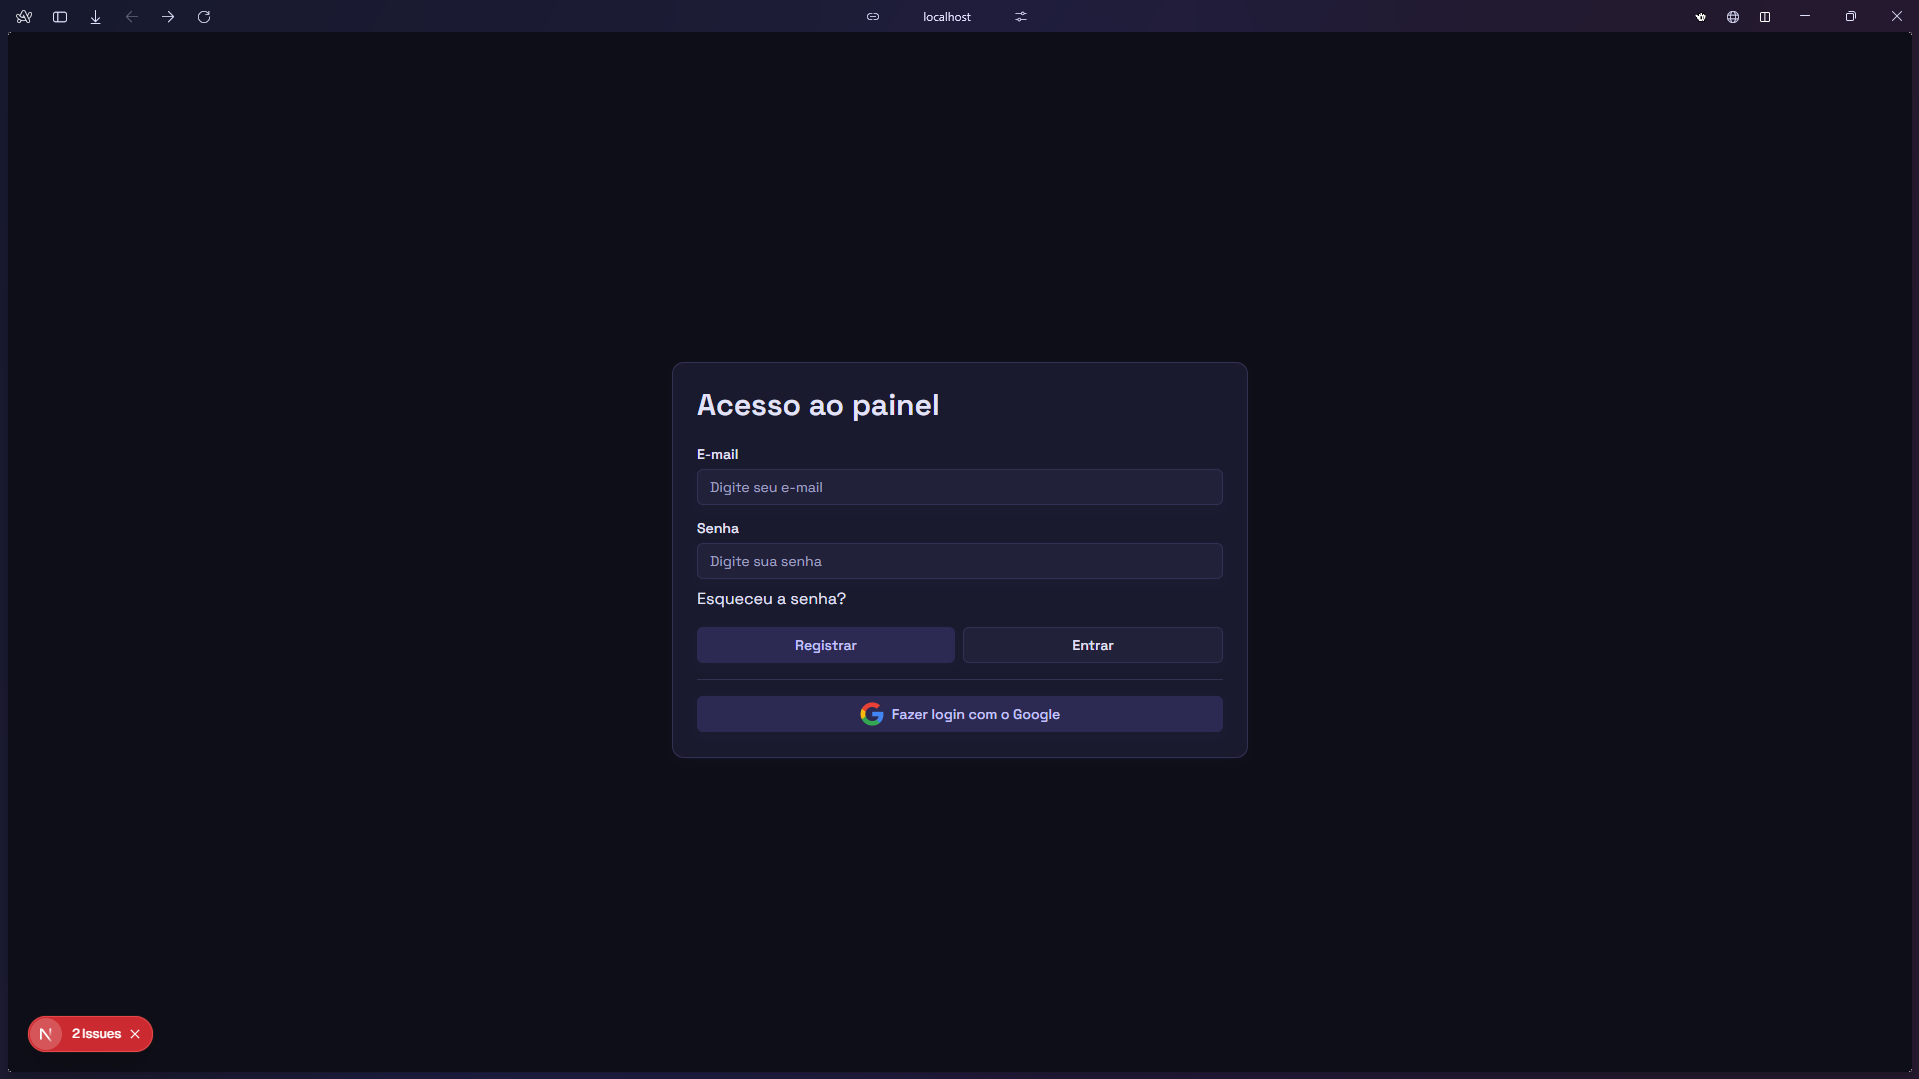 localhost
Acesso ao painel
E-mail
Digite seu e-mail
Senha
Digite sua senha
Esqueceu a senha?
Registrar
Entrar
Fazer login com o Google
N
2 Issues